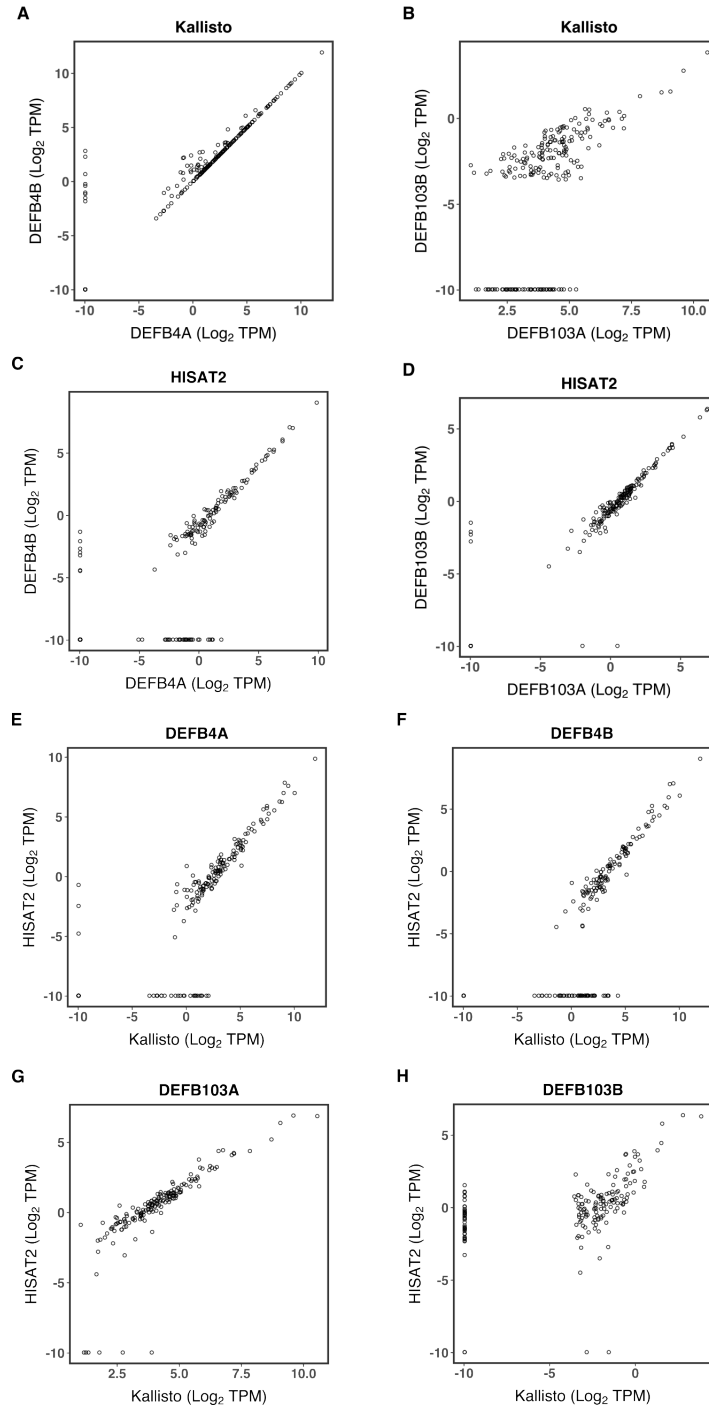 A
Kallisto
10
5
0
-5
-10
-10 -5 0 5 10
DEFB4B (Log2 TPM)
DEFB4A (Log2 TPM)
B
Kallisto
0
-5
-10
2.5 5.0 7.5 10.0
DEFB103B (Log2 TPM)
DEFB103A (Log2 TPM)
C
HISAT2
5
0
-5
-10
-10 -5 0 5 10
DEFB4B (Log2 TPM)
DEFB4A (Log2 TPM)
D
HISAT2
5
0
-5
-10
-10 -5 0 5
DEFB103B (Log2 TPM)
DEFB103A (Log2 TPM)
E
DEFB4A
10
5
0
-5
-10
-10 -5 0 5 10
HISAT2 (Log2 TPM)
Kallisto (Log2 TPM)
F
DEFB4B
5
0
-5
-10
-10 -5 0 5 10
HISAT2 (Log2 TPM)
Kallisto (Log2 TPM)
G
DEFB103A
5
0
-5
-10
2.5 5.0 7.5 10.0
HISAT2 (Log2 TPM)
Kallisto (Log2 TPM)
H
DEFB103B
5
0
-5
-10
-10 -5 0
HISAT2 (Log2 TPM)
Kallisto (Log2 TPM)